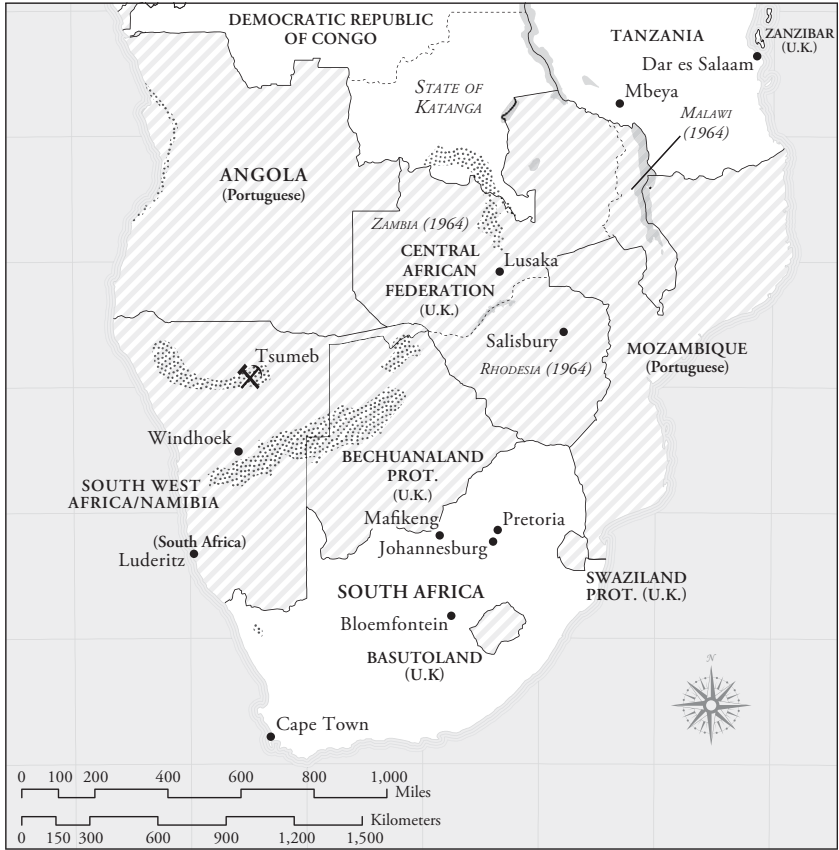 DEMOCRATIC REPUBLIC
OF CONGO
TANZANIA
ZANZIBAR
(U.K.)
Dar es Salaam
STATE OF
KATANGA
Mbeya
MALAWI
(1964)
ANGOLA
(Portuguese)
ZAMBIA (1964)
CENTRAL
AFRICAN
FEDERATION
(U.K.)
Lusaka
Salisbury
RHODESIA (1964)
MOZAMBIQUE
(Portuguese)
Tsumeb
Windhoek
SOUTH WEST
AFRICA/NAMIBIA
(South Africa)
Luderitz
BECHUANALAND
PROT.
(U.K.)
Mafikeng
Pretoria
Johannesburg
SWAZILAND
PROT. (U.K.)
SOUTH AFRICA
Bloemfontein
BASUTOLAND
(U.K)
N
Cape Town
0 100 200 400 600 800 1,000
Miles
Kilometers
0 150 300 600 900 1,200 1,500